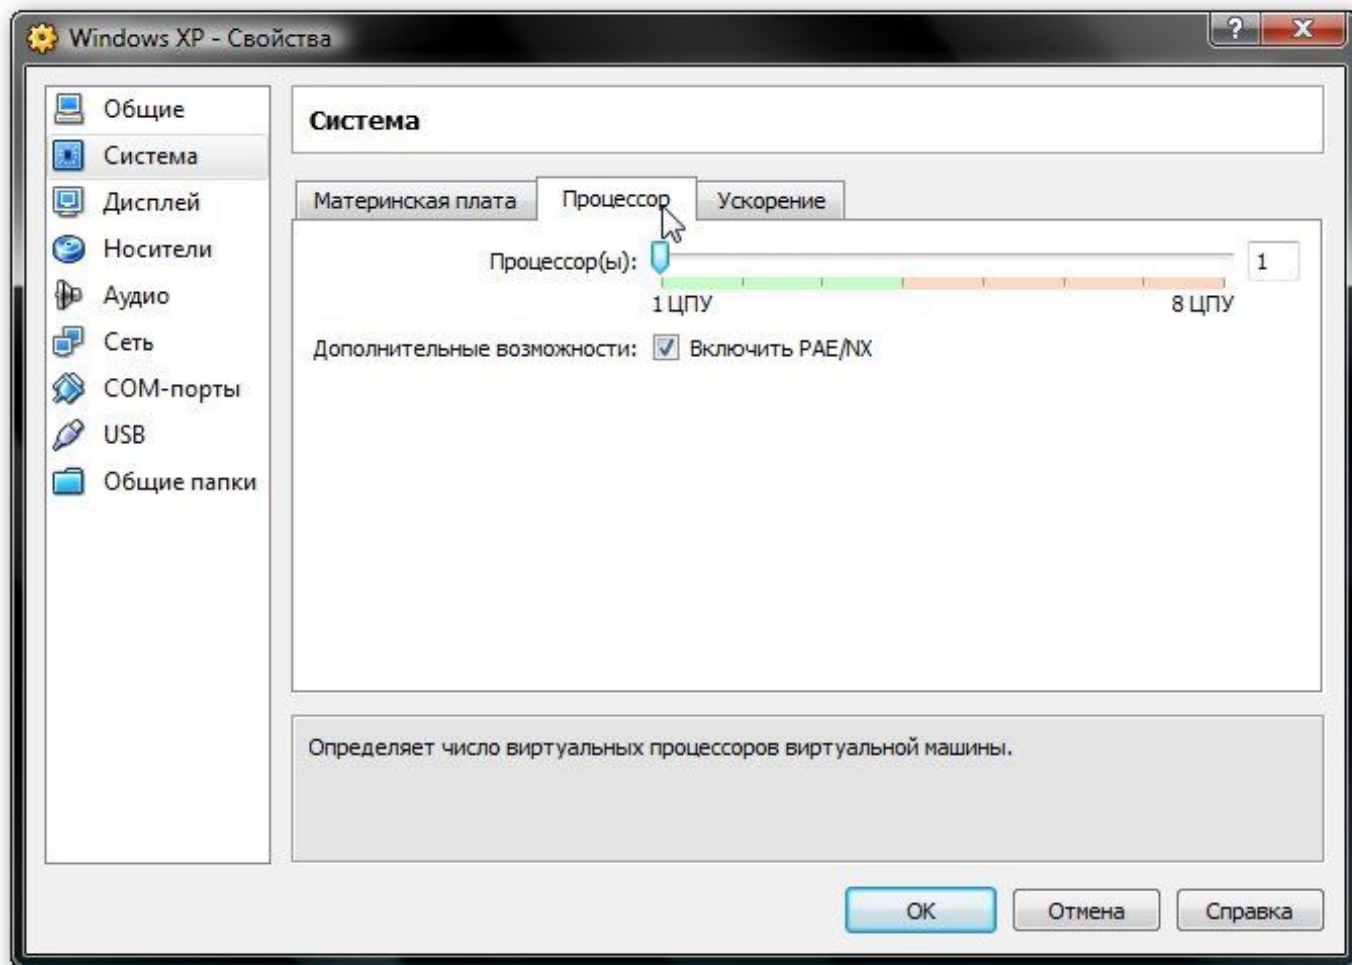 Windows XP - Свойства
Общие
Система
Дисплей
Носители
Аудио
Сеть
COM-порты
USB
Общие папки
Система
Материнская плата Процессор Ускорение
Процессор(ы): 1
1 ЦПУ 8 ЦПУ
Дополнительные возможности: Включить PAE/NX
Определяет число виртуальных процессоров виртуальной машины.
OK Отмена Справка